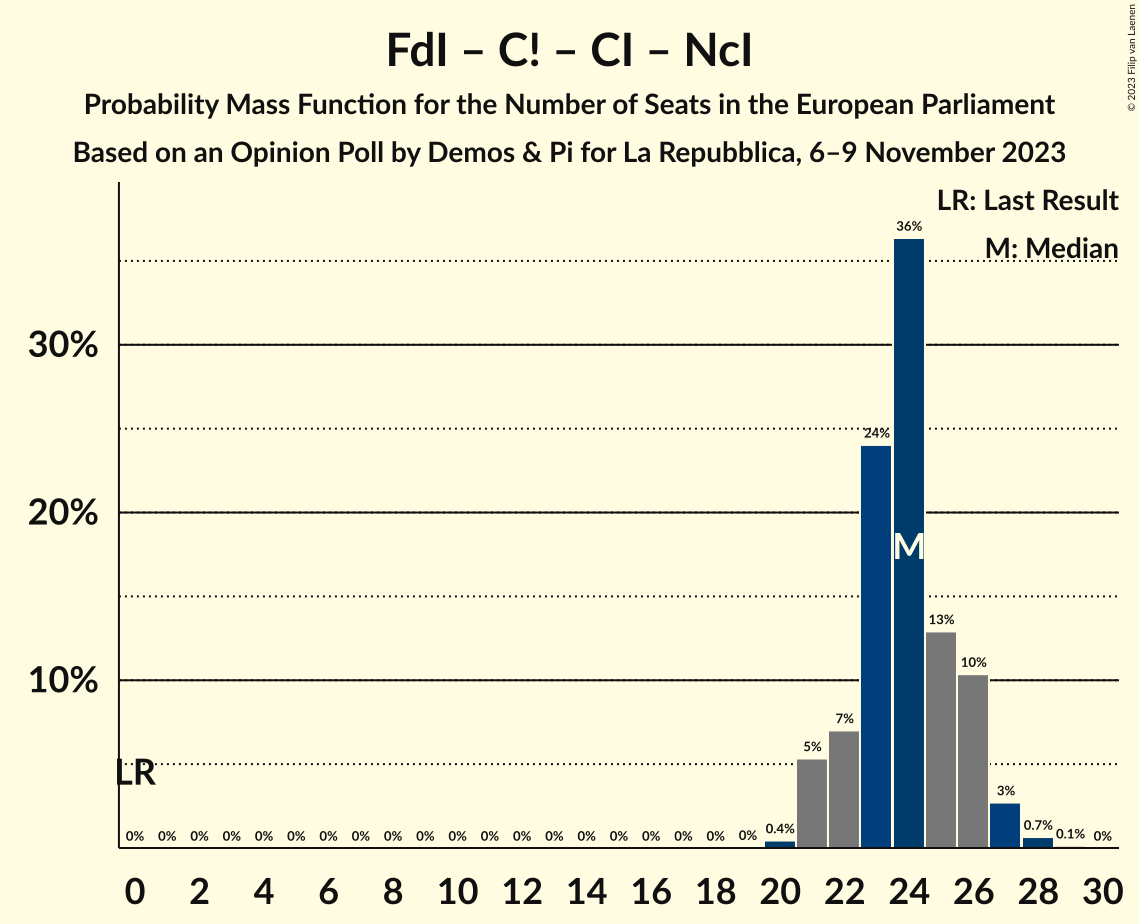 FdI – C! – CI – NcI
Probability Mass Function for the Number of Seats in the European Parliament
Based on an Opinion Poll by Demos & Pi for La Repubblica, 6–9 November 2023
© 2023 Filip van Laenen
LR: Last Result
M: Median
30%
20%
10%
LR
M
0% 0% 0% 0% 0% 0% 0% 0% 0% 0% 0% 0% 0% 0% 0% 0% 0% 0% 0% 0% 0.4% 5% 7% 24% 36% 13% 10% 3% 0.7% 0.1% 0%
0 2 4 6 8 10 12 14 16 18 20 22 24 26 28 30